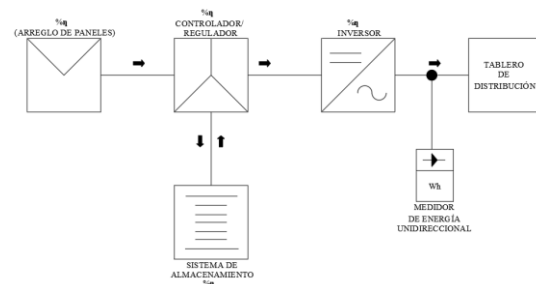 %η
(ARREGLO DE PANELES)
%η
CONTROLADOR/
REGULADOR
%η
INVERSOR
TABLERO
DE
DISTRIBUCIÓN
Wh
MEDIDOR
DE ENERGÍA
UNIDIRECCIONAL
SISTEMA DE
ALMACENAMIENTO
%η